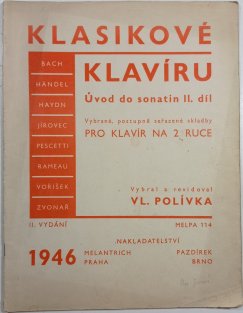 KLASIKOVÉ
KLAVÍRU
BACH
HÄNDEL
HAYDN
JÍROVEC
PESCETTI
RAMEAU
VOŘÍŠEK
ZVONAŘ
Úvod do sonatin II. díl
Vybrané, postupně seřazené skladby
PRO KLAVÍR NA 2 RUCE
Vybral a revidoval
VL. POLÍVKA
II. VYDÁNÍ
MELPA 114
1946
NAKLADATELSTVÍ
MELANTRICH PAZDÍREK
PRAHA BRNO